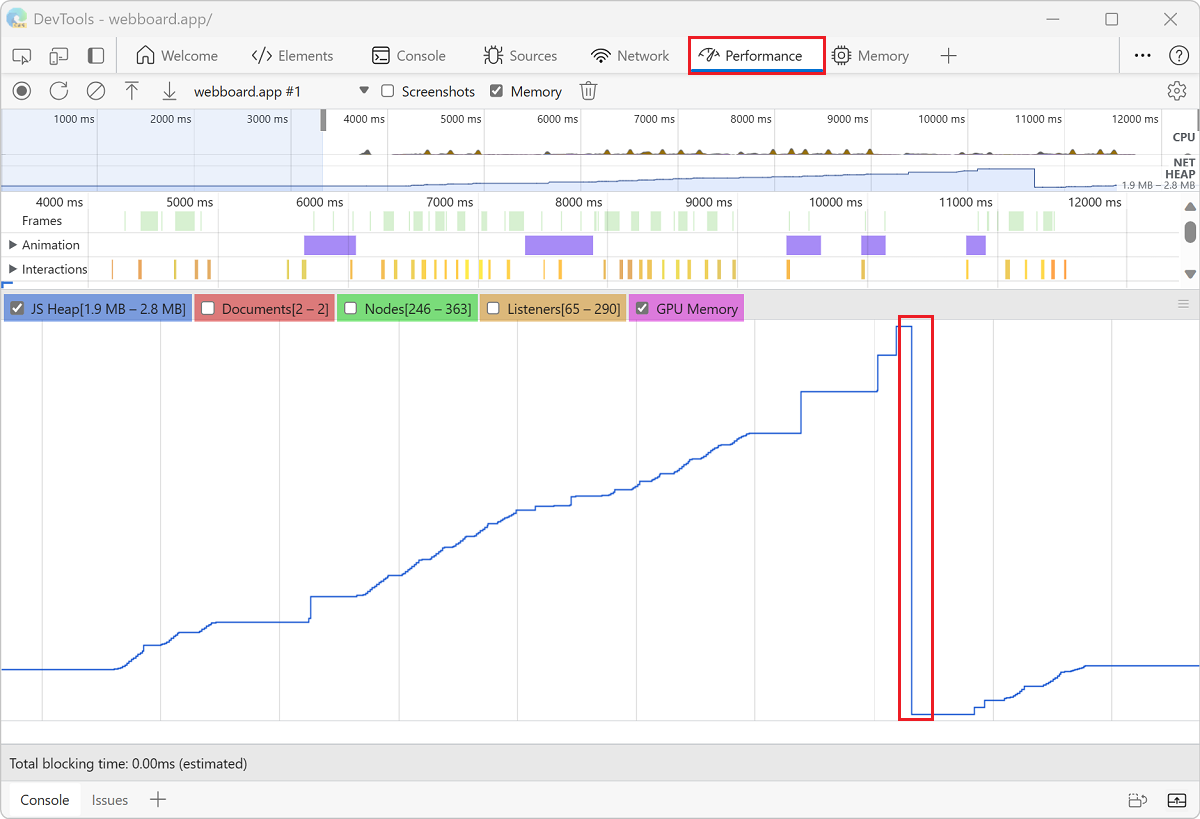 DevTools - webboard.app/
Welcome Elements Console Sources Network Performance Memory
webboard.app #1 Screenshots Memory
1000 ms 2000 ms 3000 ms 4000 ms 5000 ms 6000 ms 7000 ms 8000 ms 9000 ms 10000 ms 11000 ms 12000 ms
CPU
NET
HEAP
1.9 MB – 2.8 MB
4000 ms 5000 ms 6000 ms 7000 ms 8000 ms 9000 ms 10000 ms 11000 ms 12000 ms
Frames
Animation
Interactions
JS Heap[1.9 MB – 2.8 MB] Documents[2 – 2] Nodes[246 – 363] Listeners[65 – 290] GPU Memory
Total blocking time: 0.00ms (estimated)
Console Issues